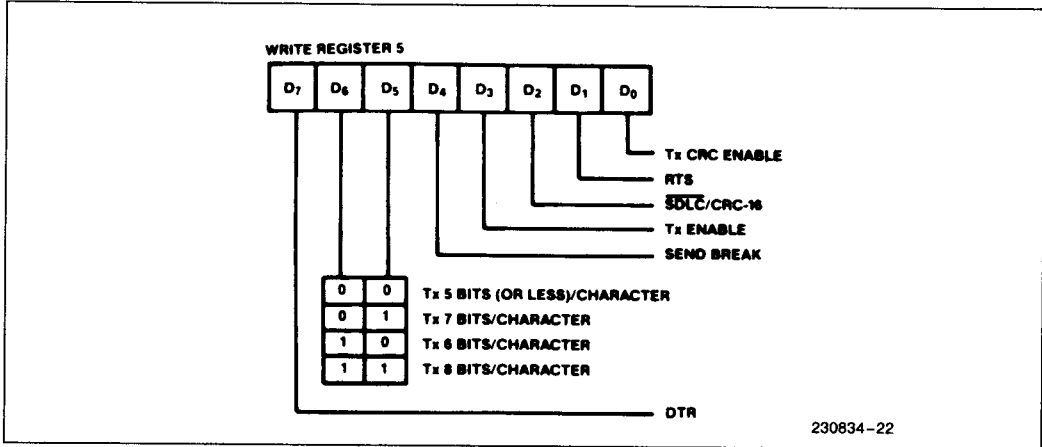 WRITE REGISTER 5
D7 D6 D5 D4 D3 D2 D1 D0
Tx CRC ENABLE
RTS
SDLC/CRC-16
Tx ENABLE
SEND BREAK
0 0 Tx 5 BITS (OR LESS)/CHARACTER
0 1 Tx 7 BITS/CHARACTER
1 0 Tx 6 BITS/CHARACTER
1 1 Tx 8 BITS/CHARACTER
DTR
230834-22